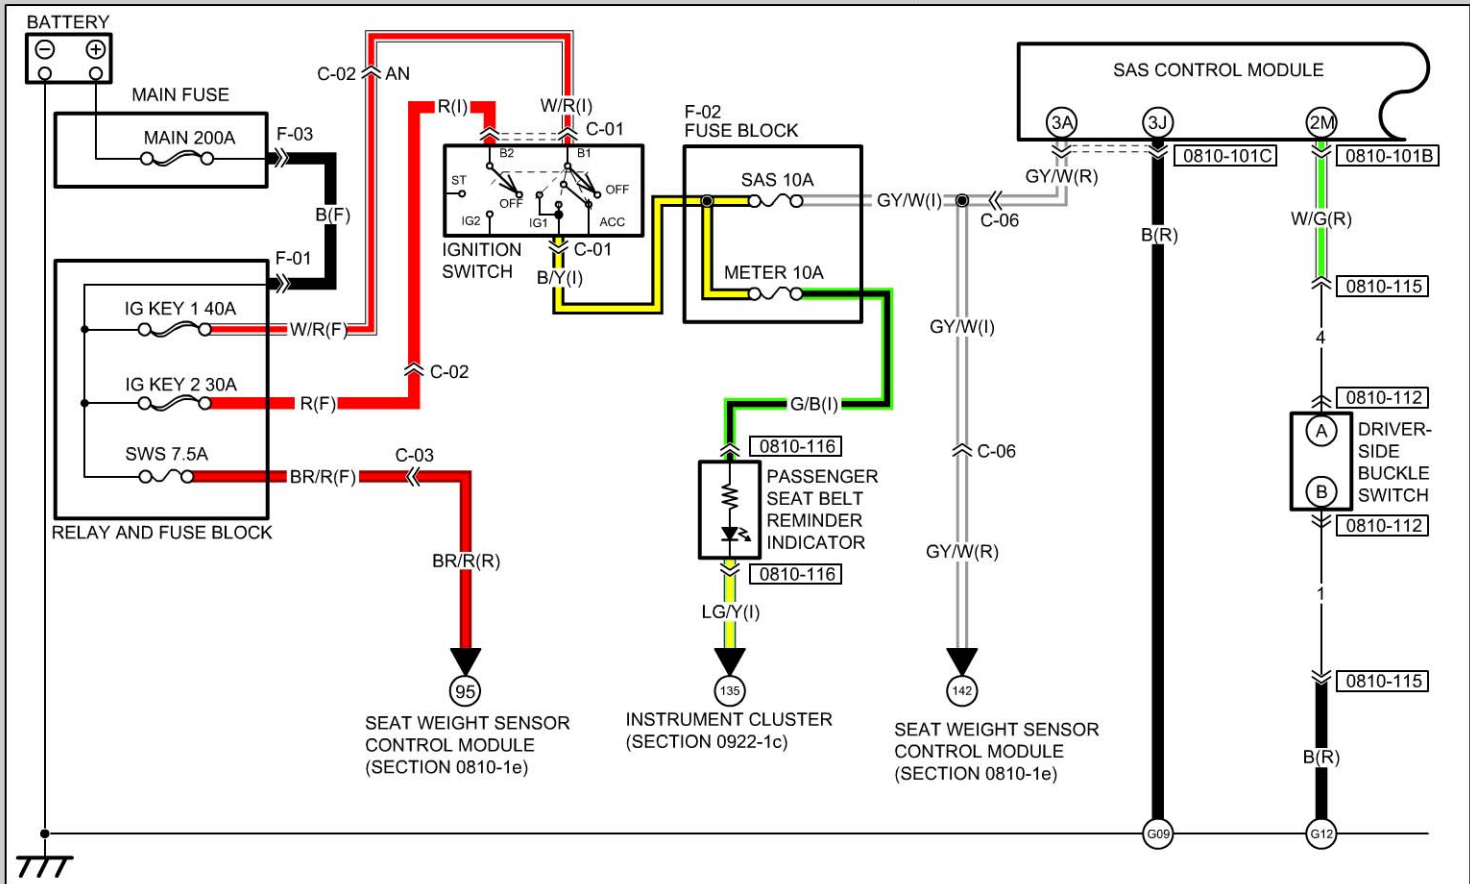 BATTERY
MAIN FUSE
MAIN 200A
F-03
B(F)
F-01
IG KEY 1 40A
W/R(F)
IG KEY 2 30A
R(F)
SWS 7.5A
BR/R(F)
RELAY AND FUSE BLOCK
C-02
AN
R(I)
W/R(I)
C-01
B2
B1
ST
OFF
OFF
IG2
IG1
ACC
IGNITION
SWITCH
C-01
B/Y(I)
C-02
C-03
BR/R(R)
95
SEAT WEIGHT SENSOR
CONTROL MODULE
(SECTION 0810-1e)
F-02
FUSE BLOCK
SAS 10A
METER 10A
G/B(I)
0810-116
PASSENGER
SEAT BELT
REMINDER
INDICATOR
0810-116
LG/Y(I)
135
INSTRUMENT CLUSTER
(SECTION 0922-1c)
GY/W(I)
C-06
GY/W(R)
GY/W(I)
C-06
GY/W(R)
142
SEAT WEIGHT SENSOR
CONTROL MODULE
(SECTION 0810-1e)
SAS CONTROL MODULE
3A
3J
2M
0810-101C
0810-101B
B(R)
W/G(R)
0810-115
4
0810-112
A
B
DRIVER-
SIDE
BUCKLE
SWITCH
0810-112
1
0810-115
B(R)
G09
G12